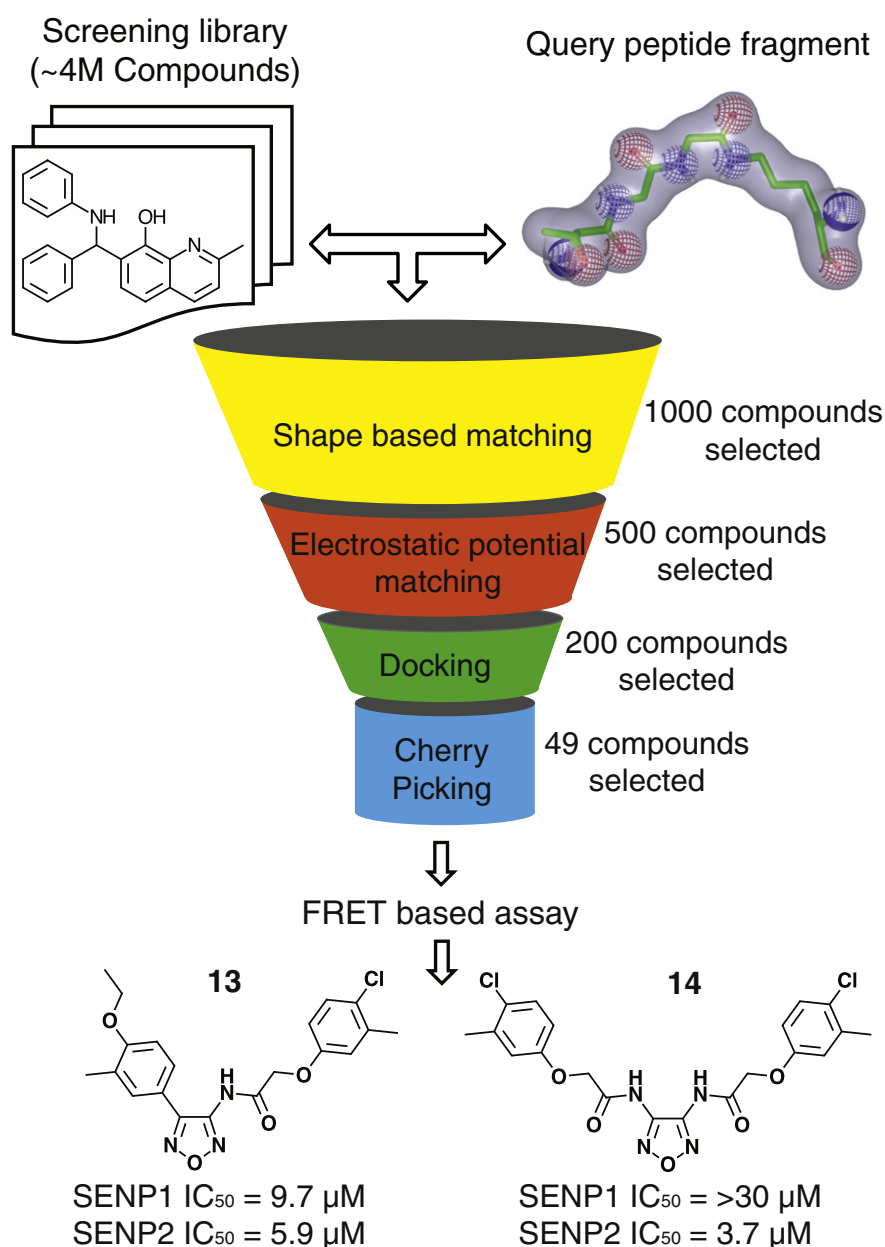 Screening library
(~4M Compounds)
Query peptide fragment
NH
OH
N
Shape based matching
1000 compounds
selected
Electrostatic potential
matching
500 compounds
selected
Docking
200 compounds
selected
Cherry
Picking
49 compounds
selected
FRET based assay
13
O
Cl
H
N
O
O
N
N
O
SENP1 IC₅₀ = 9.7 µM
SENP2 IC₅₀ = 5.9 µM
14
Cl
Cl
O
H
N
H
N
O
O
O
N
N
O
SENP1 IC₅₀ = >30 µM
SENP2 IC₅₀ = 3.7 µM